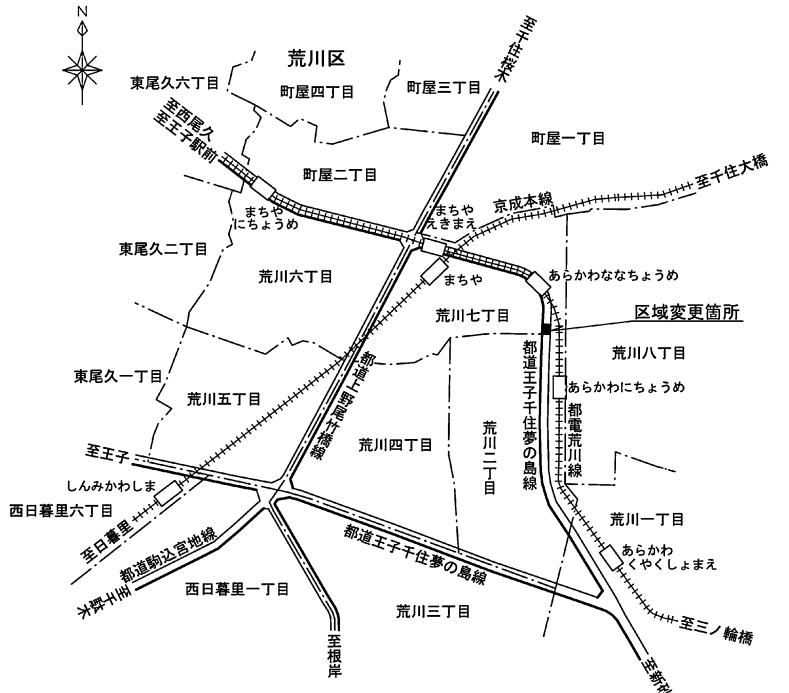 N
荒川区
至千住桜木
東尾久六丁目
町屋四丁目
町屋三丁目
至西尾久
至王子駅前
町屋一丁目
町屋二丁目
至千住大橋
京成本線
まちや
にちょうめ
まちや
えきまえ
東尾久二丁目
荒川六丁目
まちや
あらかわななちょうめ
荒川七丁目
区域変更箇所
都道王子千住夢の島線
荒川八丁目
東尾久一丁目
都道上野尾竹橋線
あらかわにちょうめ
荒川五丁目
都電荒川線
荒川四丁目
荒川二丁目
至王子
しんみかわしま
西日暮里六丁目
至日暮里
荒川一丁目
都道駒込宮地線
都道王子千住夢の島線
あらかわ
くやくしょまえ
至千駄木
西日暮里一丁目
荒川三丁目
至三ノ輪橋
至根岸